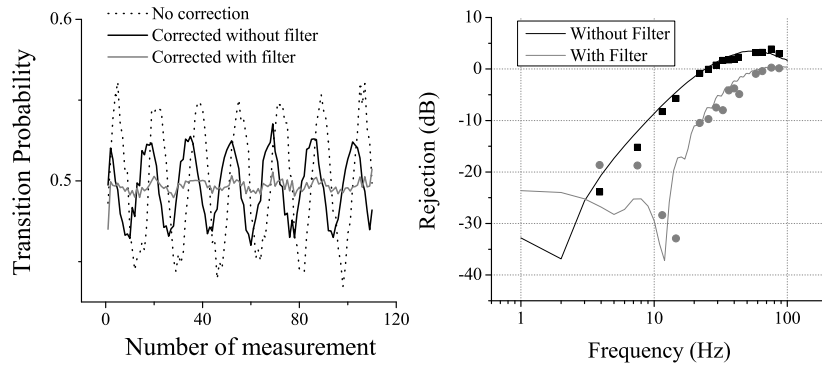 No correction
Corrected without filter
Corrected with filter
0.6
0.5
Transition Probability
0 40 80 120
Number of measurement
Without Filter
With Filter
10
0
-10
-20
-30
-40
Rejection (dB)
1 10 100
Frequency (Hz)